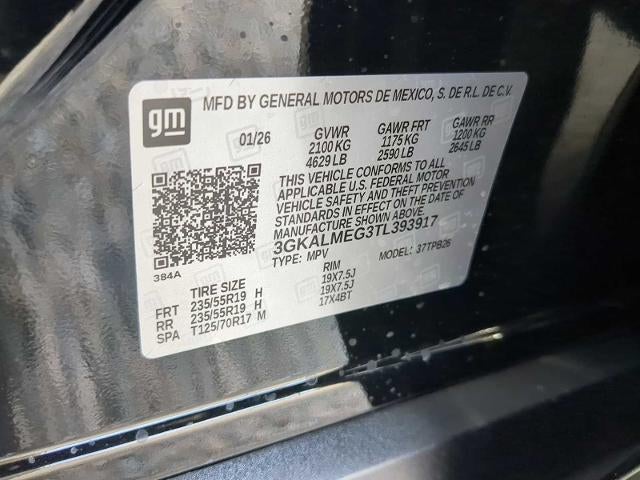 gm
MFD BY GENERAL MOTORS DE MEXICO, S. DE R.L. DE C.V.
01/26 GVWR GAWR FRT GAWR RR
2100 KG 1175 KG 1200 KG
4629 LB 2590 LB 2645 LB
THIS VEHICLE CONFORMS TO ALL
APPLICABLE U.S. FEDERAL MOTOR
VEHICLE SAFETY AND THEFT PREVENTION
STANDARDS IN EFFECT ON THE DATE OF
MANUFACTURE SHOWN ABOVE.
3GKALMEG3TL393917
TYPE: MPV MODEL: 37TPB26
384A
TIRE SIZE RIM
FRT 235/55R19 H 19X7.5J
RR 235/55R19 H 19X7.5J
SPA T125/70R17 M 17X4BT